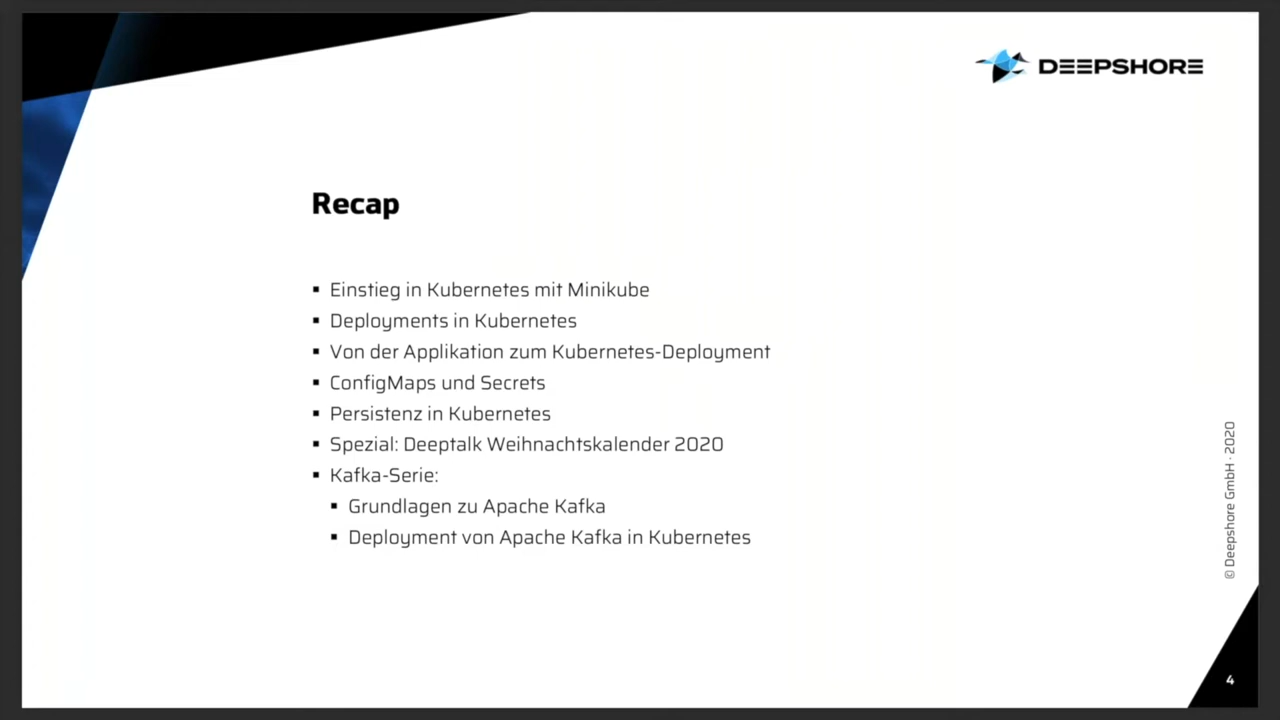 DEEPSHORE
Recap
▪ Einstieg in Kubernetes mit Minikube
▪ Deployments in Kubernetes
▪ Von der Applikation zum Kubernetes-Deployment
▪ ConfigMaps und Secrets
▪ Persistenz in Kubernetes
▪ Spezial: Deeptalk Weihnachtskalender 2020
▪ Kafka-Serie:
▪ Grundlagen zu Apache Kafka
▪ Deployment von Apache Kafka in Kubernetes
© Deepshore GmbH · 2020
4